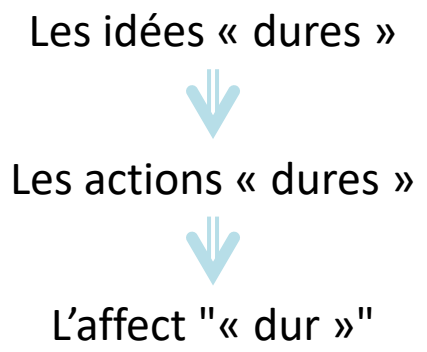 Les idées « dures »
Les actions « dures »
L’affect "« dur »"